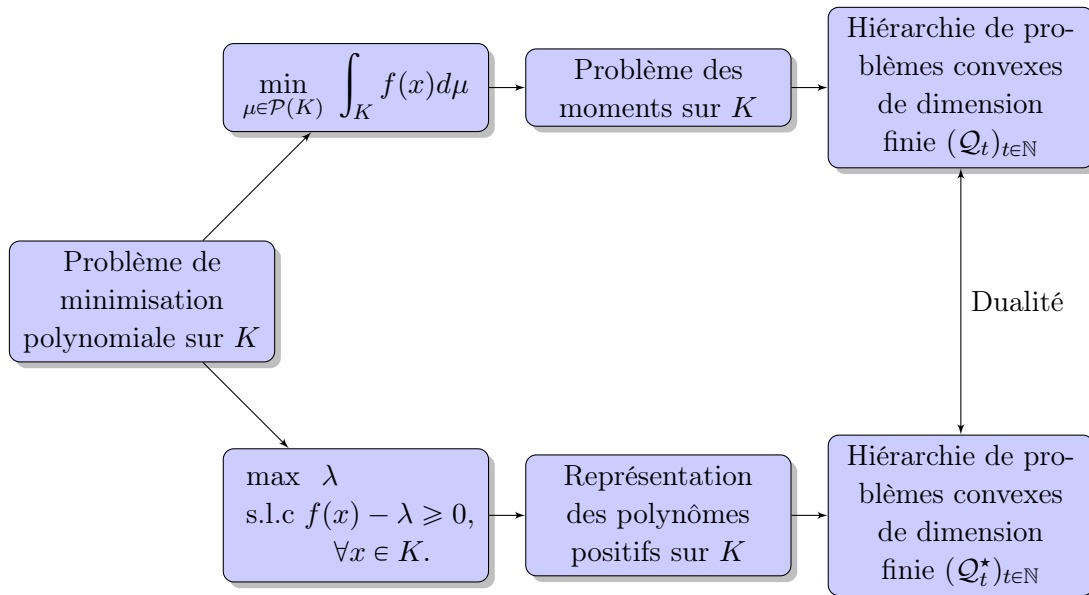 Problème de
minimisation
polynomiale sur K
min ∫_K f(x)dμ
μ∈𝒫(K)
Problème des
moments sur K
Hiérarchie de pro-
blèmes convexes
de dimension
finie (𝒬_t)_{t∈ℕ}
Dualité
max λ
s.l.c f(x) − λ ⩾ 0,
∀x ∈ K.
Représentation
des polynômes
positifs sur K
Hiérarchie de pro-
blèmes convexes
de dimension
finie (𝒬_t^⋆)_{t∈ℕ}